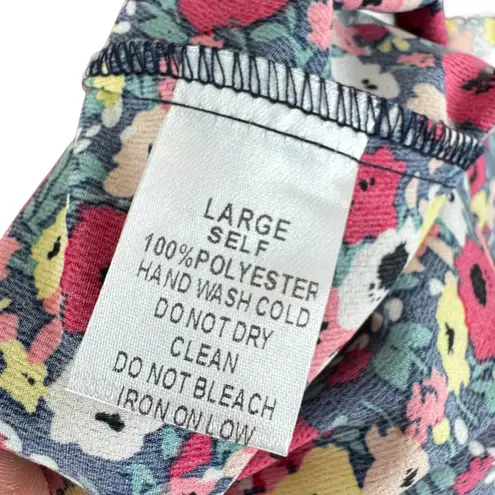 LARGE
SELF
100%POLYESTER
HAND WASH COLD
DO NOT DRY
CLEAN
DO NOT BLEACH
IRON ON LOW